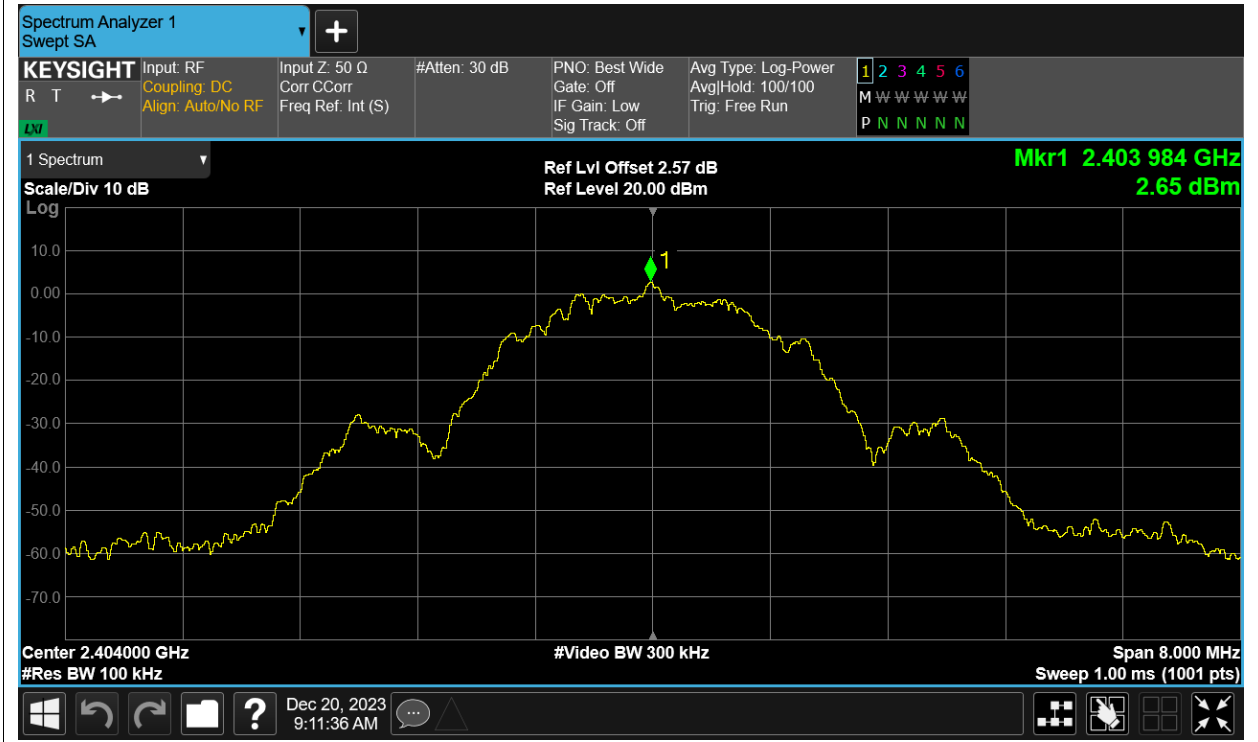 Spectrum Analyzer 1
Swept SA
KEYSIGHT
R T
LXI
Input: RF
Coupling: DC
Align: Auto/No RF
Input Z: 50 Ω
Corr CCorr
Freq Ref: Int (S)
#Atten: 30 dB
PNO: Best Wide
Gate: Off
IF Gain: Low
Sig Track: Off
Avg Type: Log-Power
Avg|Hold: 100/100
Trig: Free Run
1 2 3 4 5 6
M W W W W W W
P N N N N N N
1 Spectrum
Scale/Div 10 dB
Log
Ref Lvl Offset 2.57 dB
Ref Level 20.00 dBm
Mkr1 2.403 984 GHz
2.65 dBm
1
10.0
0.00
-10.0
-20.0
-30.0
-40.0
-50.0
-60.0
-70.0
Center 2.404000 GHz
#Res BW 100 kHz
#Video BW 300 kHz
Span 8.000 MHz
Sweep 1.00 ms (1001 pts)
?
Dec 20, 2023
9:11:36 AM